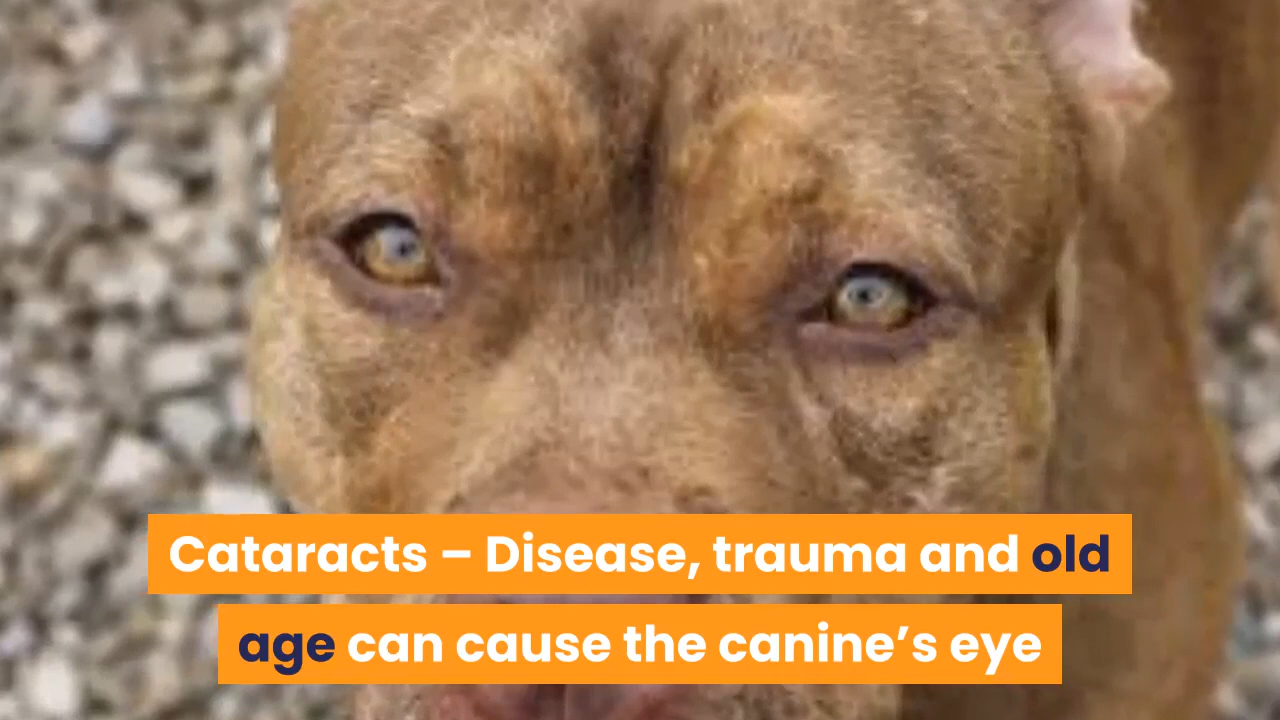 Cataracts – Disease, trauma and old
age can cause the canine’s eye